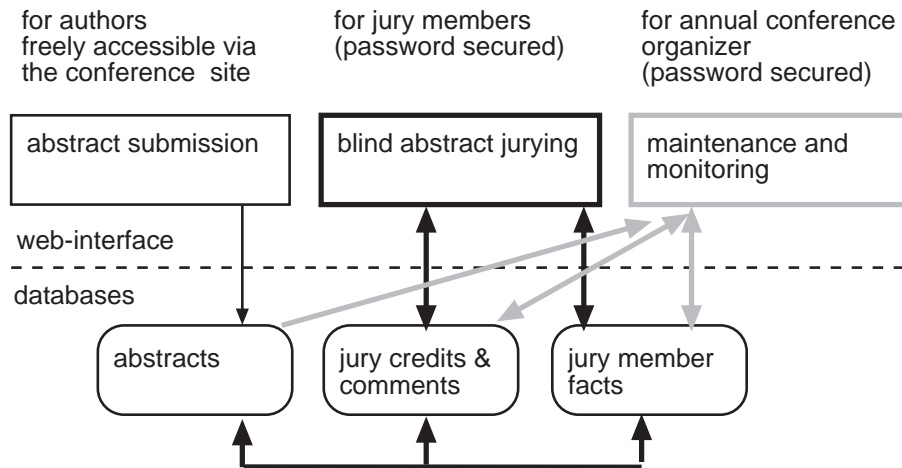 for authors
freely accessible via
the conference site
for jury members
(password secured)
for annual conference
organizer
(password secured)
abstract submission
blind abstract jurying
maintenance and
monitoring
web-interface
databases
abstracts
jury credits &
comments
jury member
facts